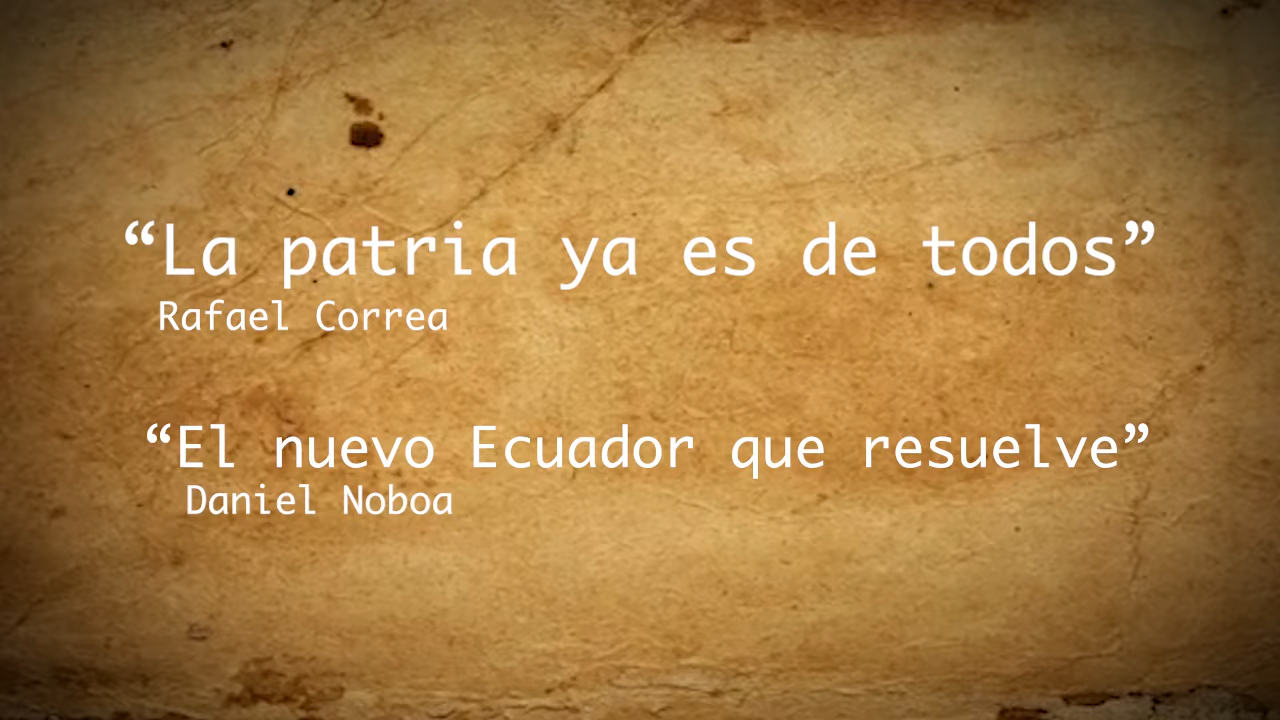 “La patria ya es de todos”
Rafael Correa
“El nuevo Ecuador que resuelve”
Daniel Noboa